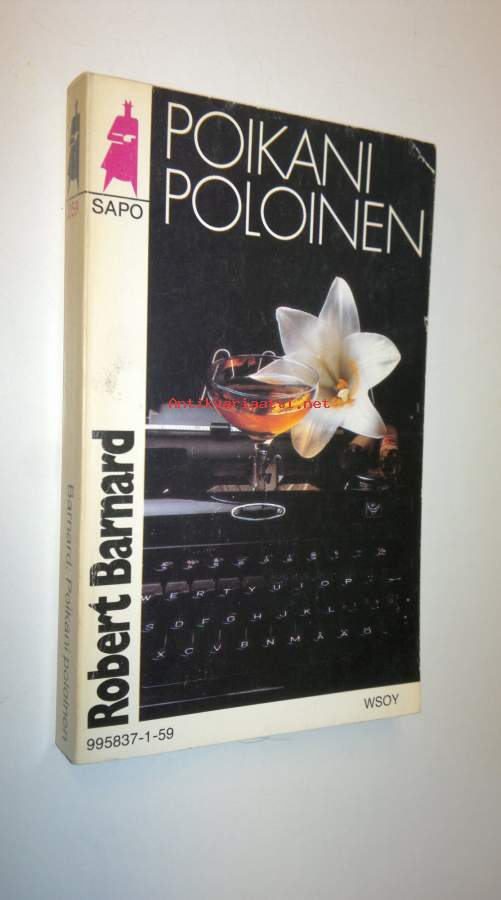 POIKANI
POLOINEN
SAPO
Antikvariaatti.net
Robert Barnard
Barnard: Poikani poloinen
W E R T Y U I O P
S D F G H J K L
X C V B N M Å Ä Ö
WSOY
995837-1-59